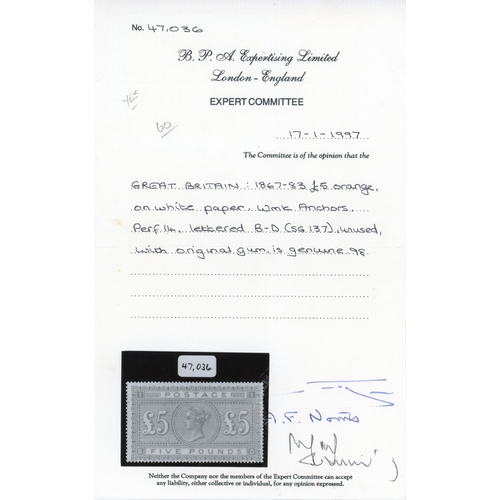 No. 47,036
B. P. A. Expertising Limited
London - England
EXPERT COMMITTEE
60
17-1-1997
The Committee is of the opinion that the
GREAT BRITAIN: 1867-83 £5 orange,
on white paper, Wmk Anchors,
Perf 14, lettered B-D (SG 137), unused,
with original gum, is genuine
47,036
POSTAGE
£5 £5
FIVE POUNDS
A. F. Norris
Neither the Company nor the members of the Expert Committee can accept
any liability, either collective or individual, for any opinion expressed.